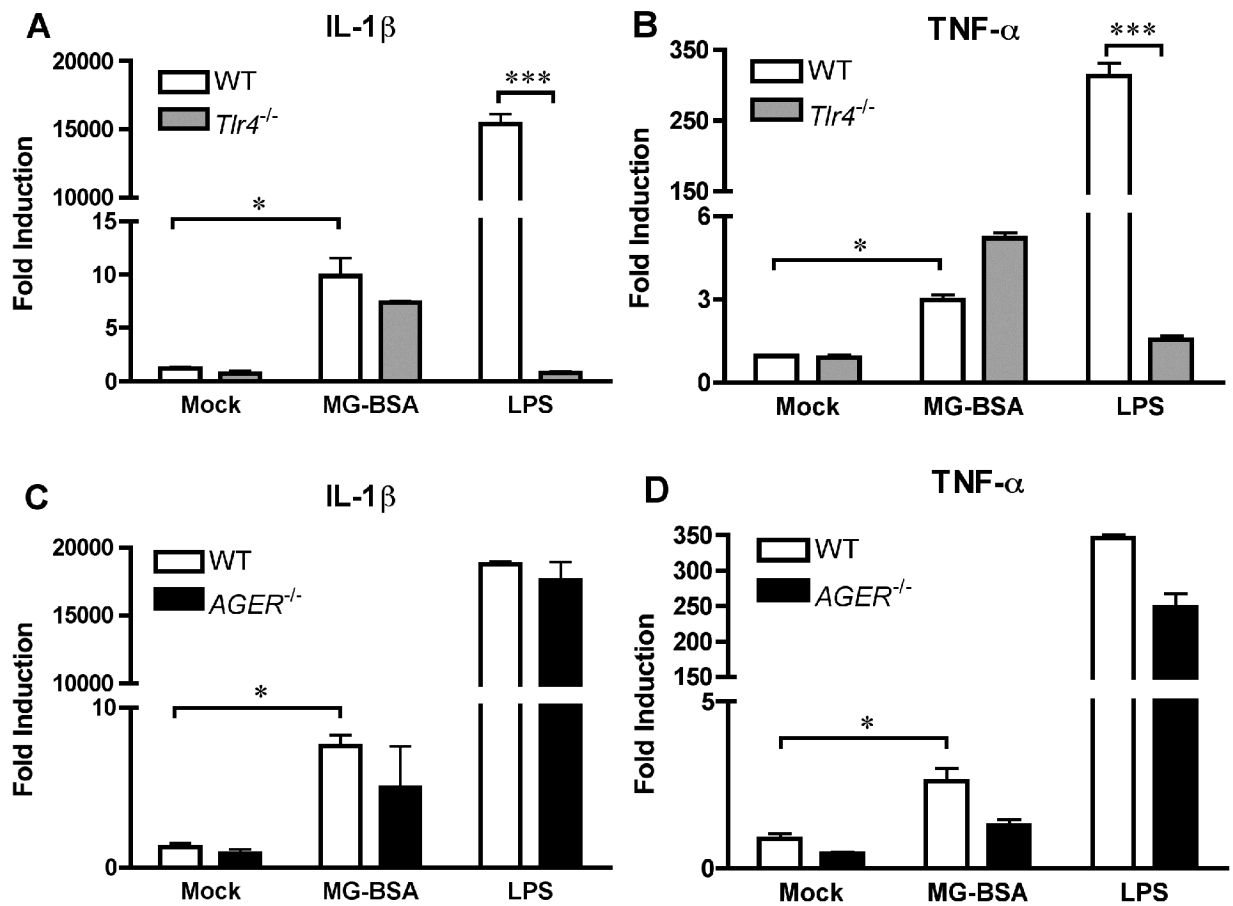 A
IL-1β
Fold Induction
20000
15000
10000
15
10
5
0
WT
Tlr4-/-
*
***
Mock
MG-BSA
LPS
B
TNF-α
Fold Induction
350
250
150
6
3
0
WT
Tlr4-/-
*
***
Mock
MG-BSA
LPS
C
IL-1β
Fold Induction
20000
15000
10000
10
0
WT
AGER-/-
*
Mock
MG-BSA
LPS
D
TNF-α
Fold Induction
350
300
250
200
150
5
0
WT
AGER-/-
*
Mock
MG-BSA
LPS